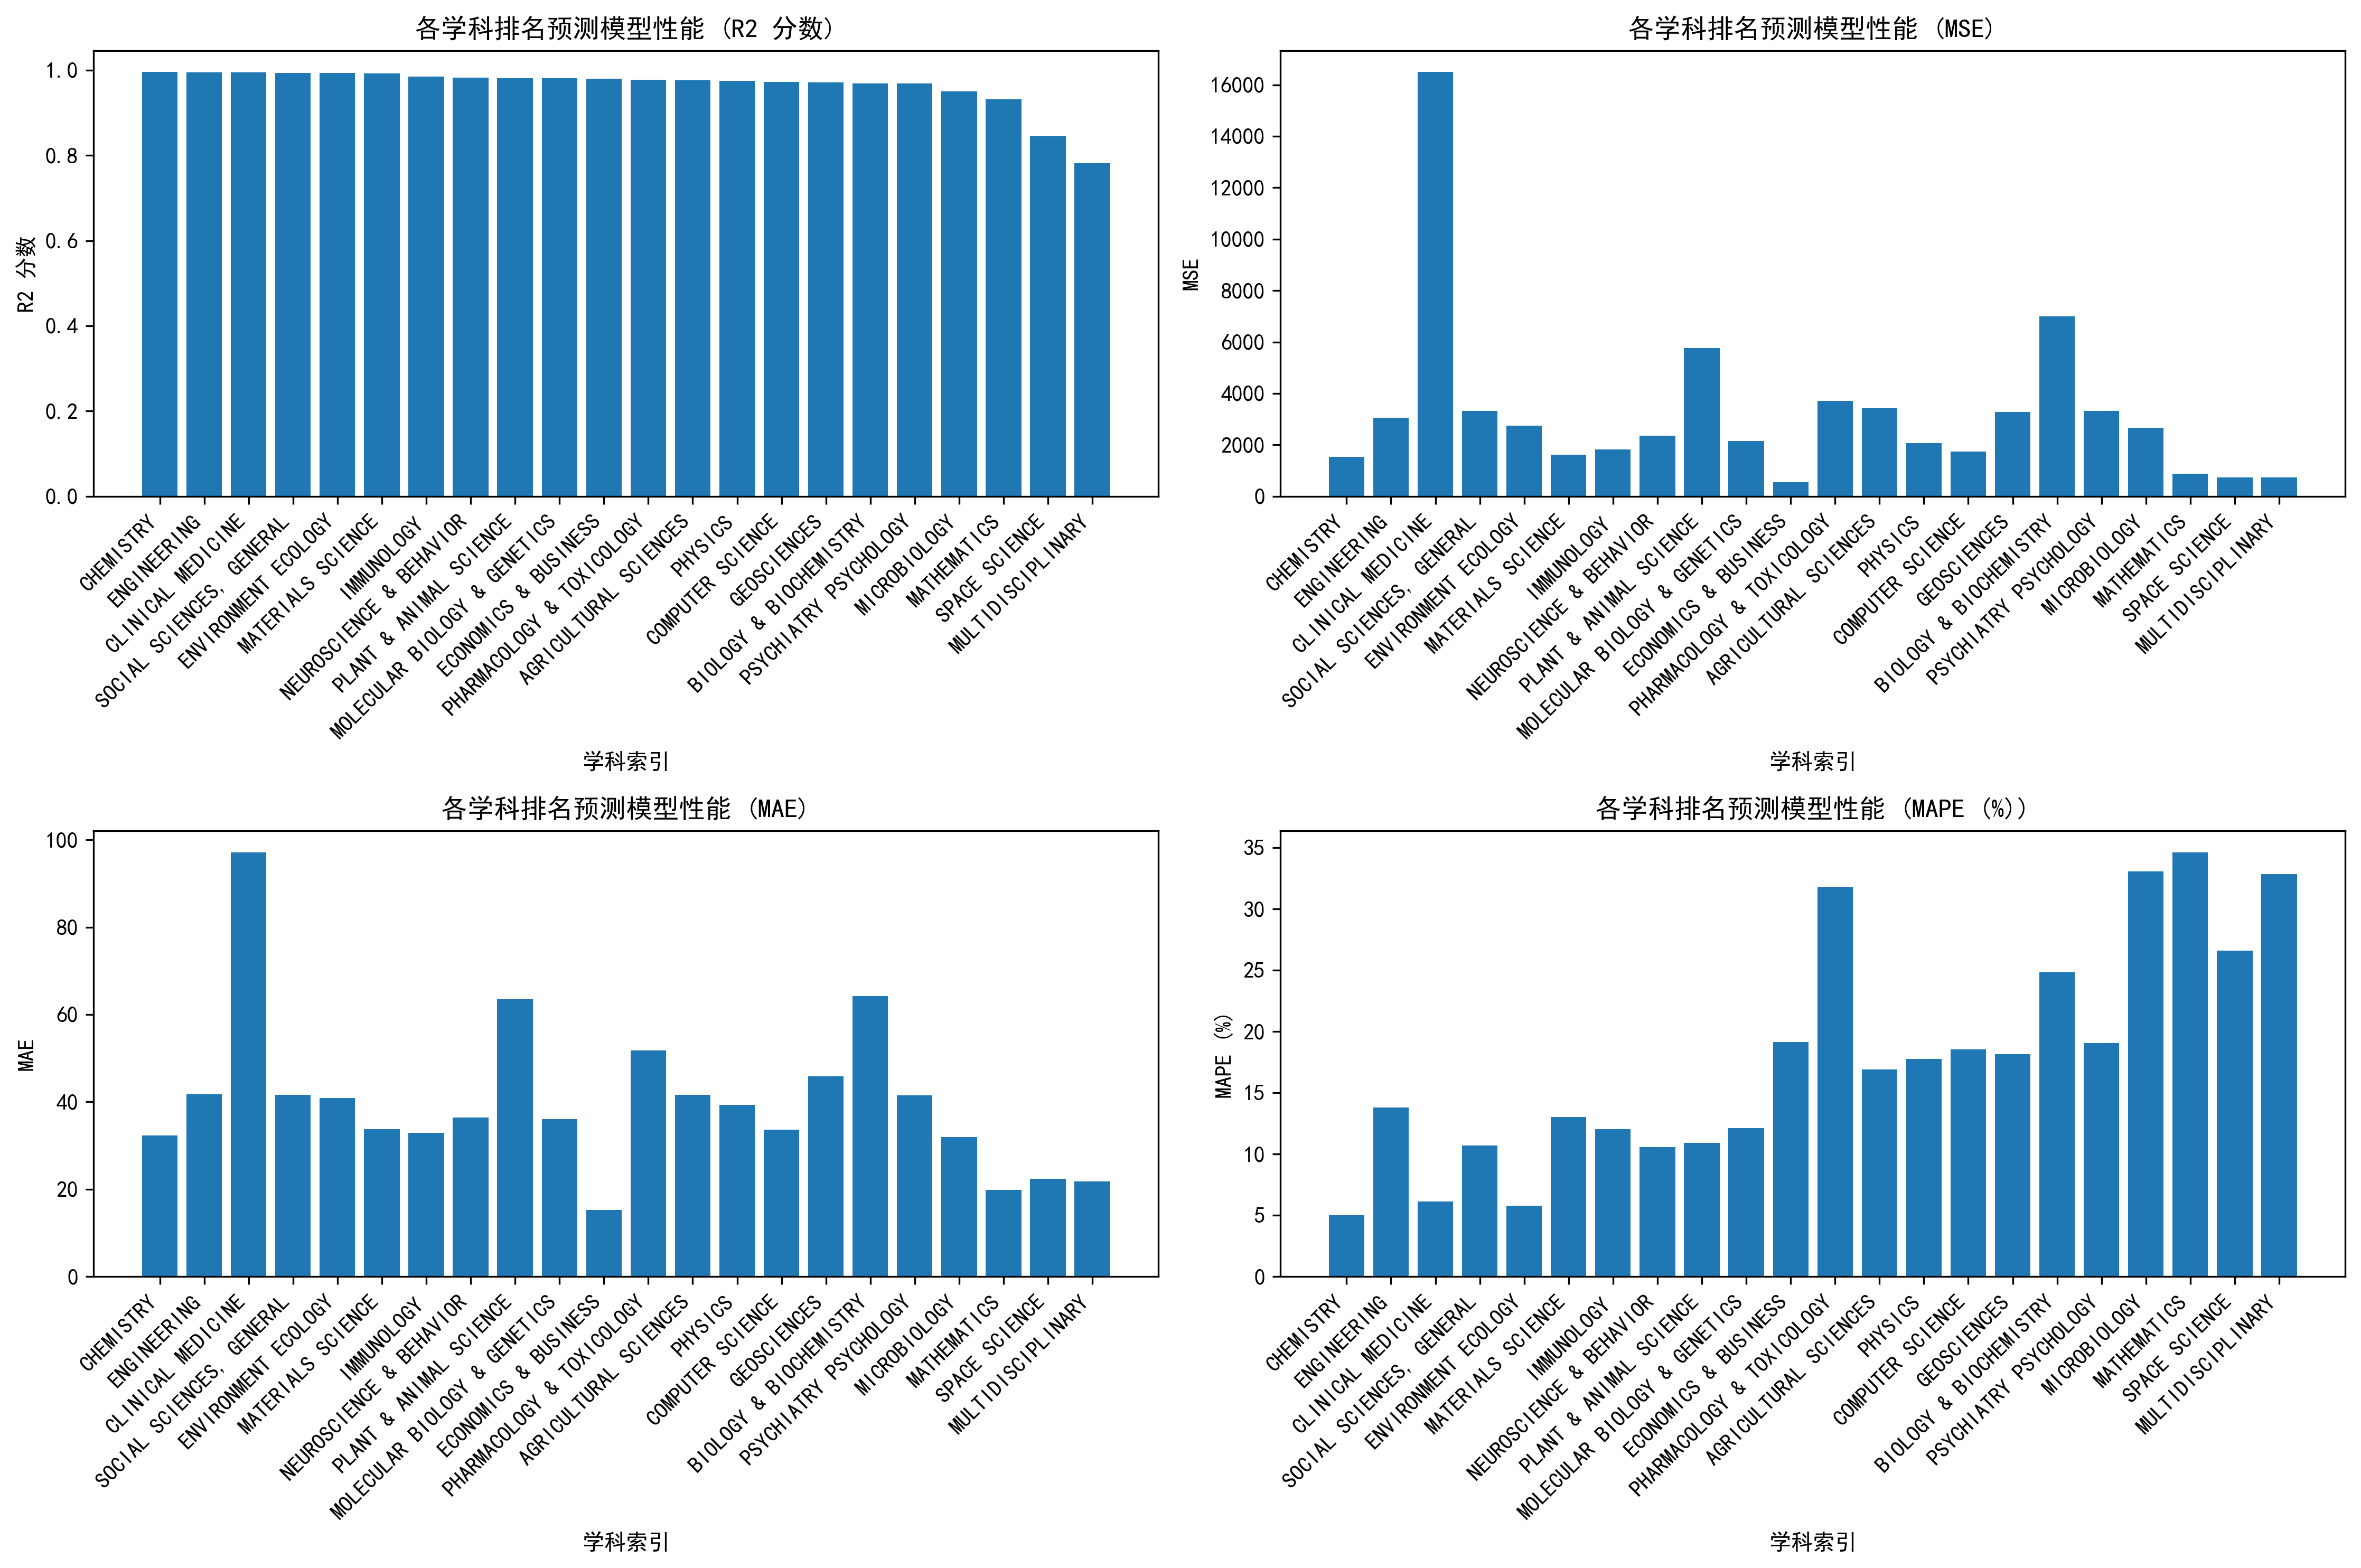 各学科排名预测模型性能 (R2 分数)
R2 分数
1.0
0.8
0.6
0.4
0.2
0.0
CHEMISTRY
ENGINEERING
CLINICAL MEDICINE
SOCIAL SCIENCES, GENERAL
ENVIRONMENT ECOLOGY
MATERIALS SCIENCE
IMMUNOLOGY
NEUROSCIENCE & BEHAVIOR
PLANT & ANIMAL SCIENCE
MOLECULAR BIOLOGY & GENETICS
ECONOMICS & BUSINESS
PHARMACOLOGY & TOXICOLOGY
AGRICULTURAL SCIENCES
PHYSICS
COMPUTER SCIENCE
GEOSCIENCES
BIOLOGY & BIOCHEMISTRY
PSYCHIATRY PSYCHOLOGY
MICROBIOLOGY
MATHEMATICS
SPACE SCIENCE
MULTIDISCIPLINARY
学科索引
各学科排名预测模型性能 (MSE)
MSE
16000
14000
12000
10000
8000
6000
4000
2000
0
CHEMISTRY
ENGINEERING
CLINICAL MEDICINE
SOCIAL SCIENCES, GENERAL
ENVIRONMENT ECOLOGY
MATERIALS SCIENCE
IMMUNOLOGY
NEUROSCIENCE & BEHAVIOR
PLANT & ANIMAL SCIENCE
MOLECULAR BIOLOGY & GENETICS
ECONOMICS & BUSINESS
PHARMACOLOGY & TOXICOLOGY
AGRICULTURAL SCIENCES
PHYSICS
COMPUTER SCIENCE
GEOSCIENCES
BIOLOGY & BIOCHEMISTRY
PSYCHIATRY PSYCHOLOGY
MICROBIOLOGY
MATHEMATICS
SPACE SCIENCE
MULTIDISCIPLINARY
学科索引
各学科排名预测模型性能 (MAE)
MAE
100
80
60
40
20
0
CHEMISTRY
ENGINEERING
CLINICAL MEDICINE
SOCIAL SCIENCES, GENERAL
ENVIRONMENT ECOLOGY
MATERIALS SCIENCE
IMMUNOLOGY
NEUROSCIENCE & BEHAVIOR
PLANT & ANIMAL SCIENCE
MOLECULAR BIOLOGY & GENETICS
ECONOMICS & BUSINESS
PHARMACOLOGY & TOXICOLOGY
AGRICULTURAL SCIENCES
PHYSICS
COMPUTER SCIENCE
GEOSCIENCES
BIOLOGY & BIOCHEMISTRY
PSYCHIATRY PSYCHOLOGY
MICROBIOLOGY
MATHEMATICS
SPACE SCIENCE
MULTIDISCIPLINARY
学科索引
各学科排名预测模型性能 (MAPE (%))
MAPE (%)
35
30
25
20
15
10
5
0
CHEMISTRY
ENGINEERING
CLINICAL MEDICINE
SOCIAL SCIENCES, GENERAL
ENVIRONMENT ECOLOGY
MATERIALS SCIENCE
IMMUNOLOGY
NEUROSCIENCE & BEHAVIOR
PLANT & ANIMAL SCIENCE
MOLECULAR BIOLOGY & GENETICS
ECONOMICS & BUSINESS
PHARMACOLOGY & TOXICOLOGY
AGRICULTURAL SCIENCES
PHYSICS
COMPUTER SCIENCE
GEOSCIENCES
BIOLOGY & BIOCHEMISTRY
PSYCHIATRY PSYCHOLOGY
MICROBIOLOGY
MATHEMATICS
SPACE SCIENCE
MULTIDISCIPLINARY
学科索引